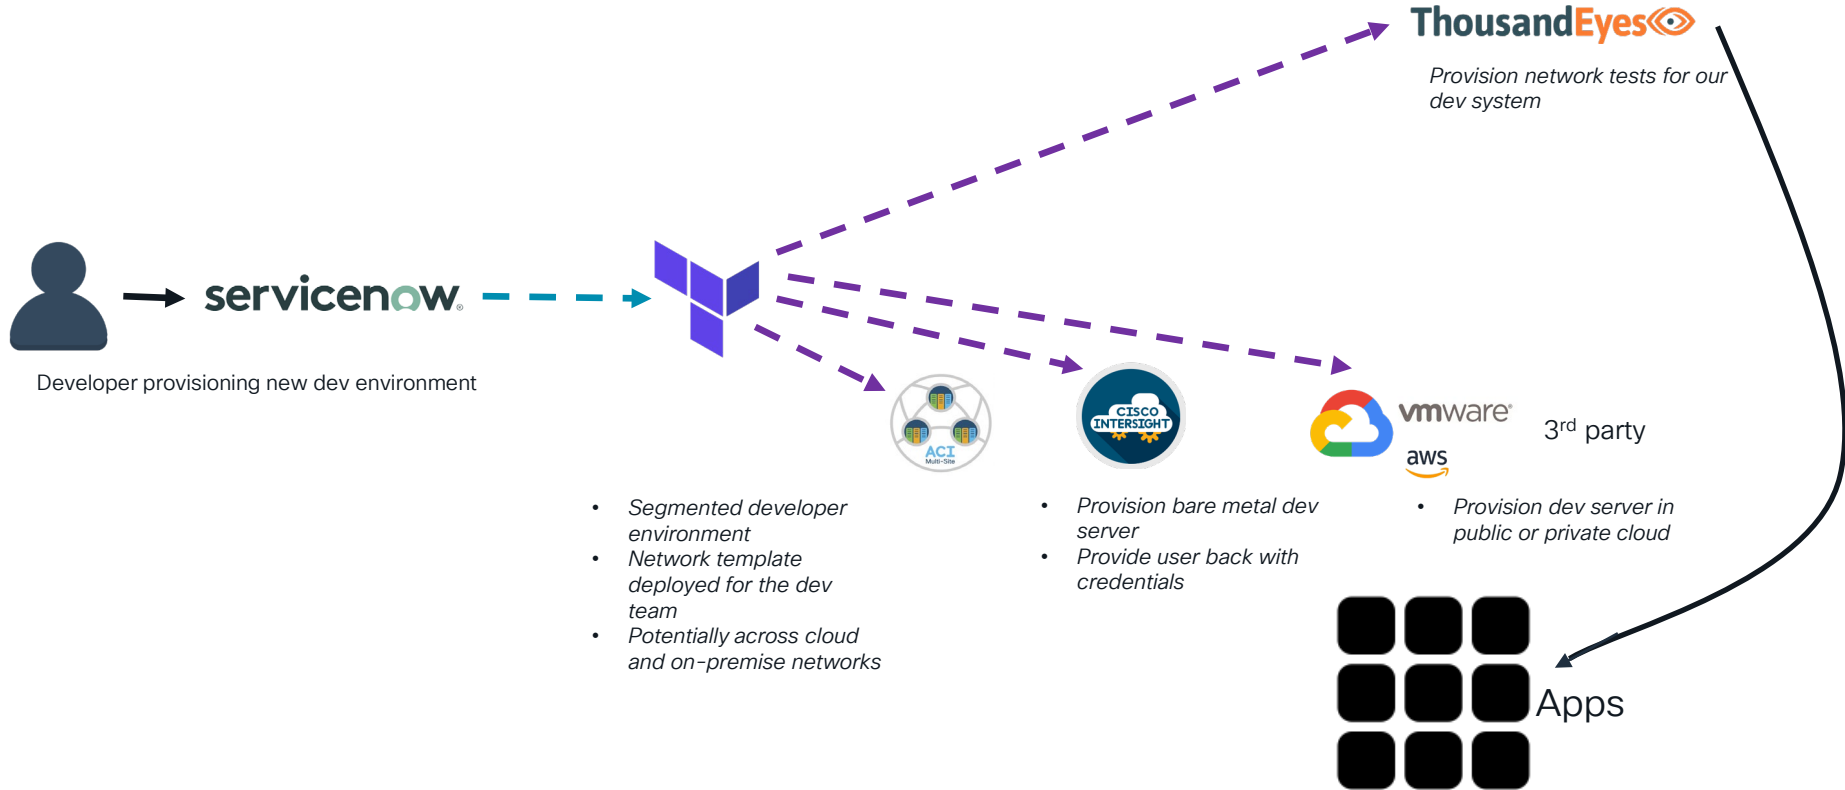 ThousandEyes
Provision network tests for our
dev system
servicenow®
Developer provisioning new dev environment
ACI
Multi-Site
CISCO
INTERSIGHT
vmware®
aws
3rd party
• Segmented developer
environment
• Network template
deployed for the dev
team
• Potentially across cloud
and on-premise networks
• Provision bare metal dev
server
• Provide user back with
credentials
• Provision dev server in
public or private cloud
Apps